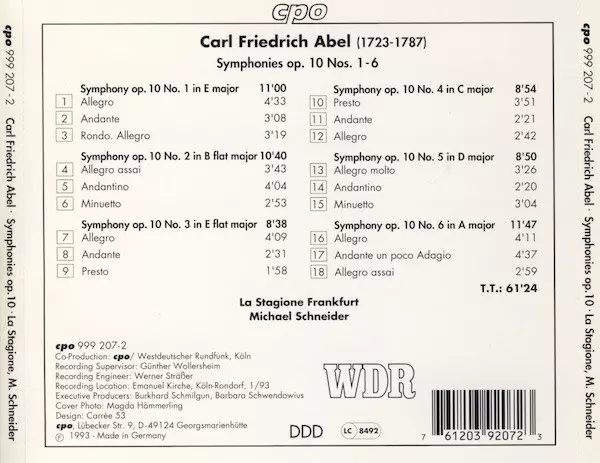 cpo
Carl Friedrich Abel (1723-1787)
Symphonies op. 10 Nos. 1-6
Symphony op. 10 No. 1 in E major 11'00
1 Allegro 4'33
2 Andante 3'08
3 Rondo. Allegro 3'19
Symphony op. 10 No. 2 in B flat major 10'40
4 Allegro assai 3'43
5 Andantino 4'04
6 Minuetto 2'53
Symphony op. 10 No. 3 in E flat major 8'38
7 Allegro 4'09
8 Andante 2'31
9 Presto 1'58
Symphony op. 10 No. 4 in C major 8'54
10 Presto 3'51
11 Andante 2'21
12 Allegro 2'42
Symphony op. 10 No. 5 in D major 8'50
13 Allegro molto 3'26
14 Andantino 2'20
15 Minuetto 3'04
Symphony op. 10 No. 6 in A major 11'47
16 Allegro 4'11
17 Andante un poco Adagio 4'37
18 Allegro assai 2'59
T.T.: 61'24
La Stagione Frankfurt
Michael Schneider
cpo 999 207-2
Co-Production: cpo/ Westdeutscher Rundfunk, Köln
Recording Supervisor: Günther Wollersheim
Recording Engineer: Werner Sträßer
Recording Location: Emanuel Kirche, Köln-Rondorf, 1/93
Executive Producers: Burkhard Schmilgun, Barbara Schwendowius
Cover Photo: Magda Hämmerling
Design: Carrée 53
cpo, Lübecker Str. 9, D-49124 Georgsmarienhütte
℗ 1993 - Made in Germany
WDR
DDD
LC 8492
7 61203 92072 3
cpo 999 207-2 Carl Friedrich Abel · Symphonies op.10 · La Stagione, M. Schneider
cpo 999 207-2 Carl Friedrich Abel · Symphonies op.10 · La Stagione, M. Schneider